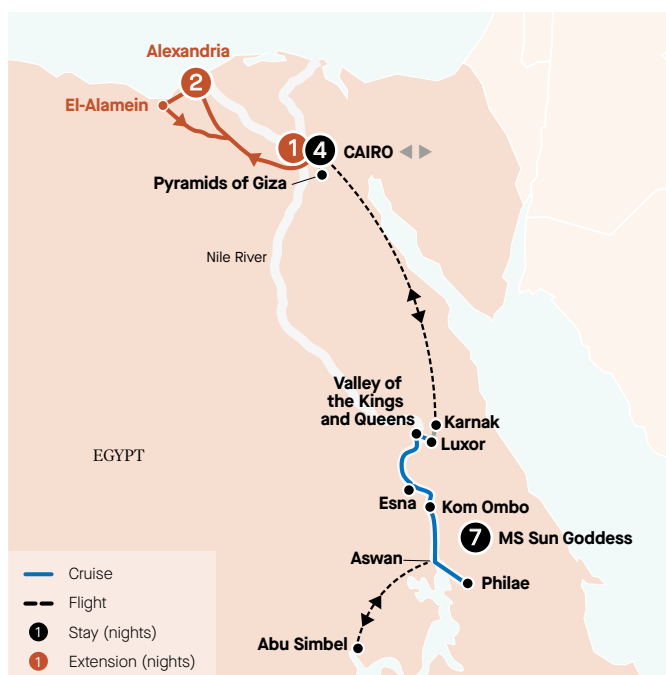 Alexandria
2
El-Alamein
1
4
CAIRO
Pyramids of Giza
Nile River
Valley of
the Kings
and Queens
Karnak
Luxor
EGYPT
Esna
Kom Ombo
7
MS Sun Goddess
Aswan
Philae
Abu Simbel
Cruise
Flight
1
Stay (nights)
1
Extension (nights)